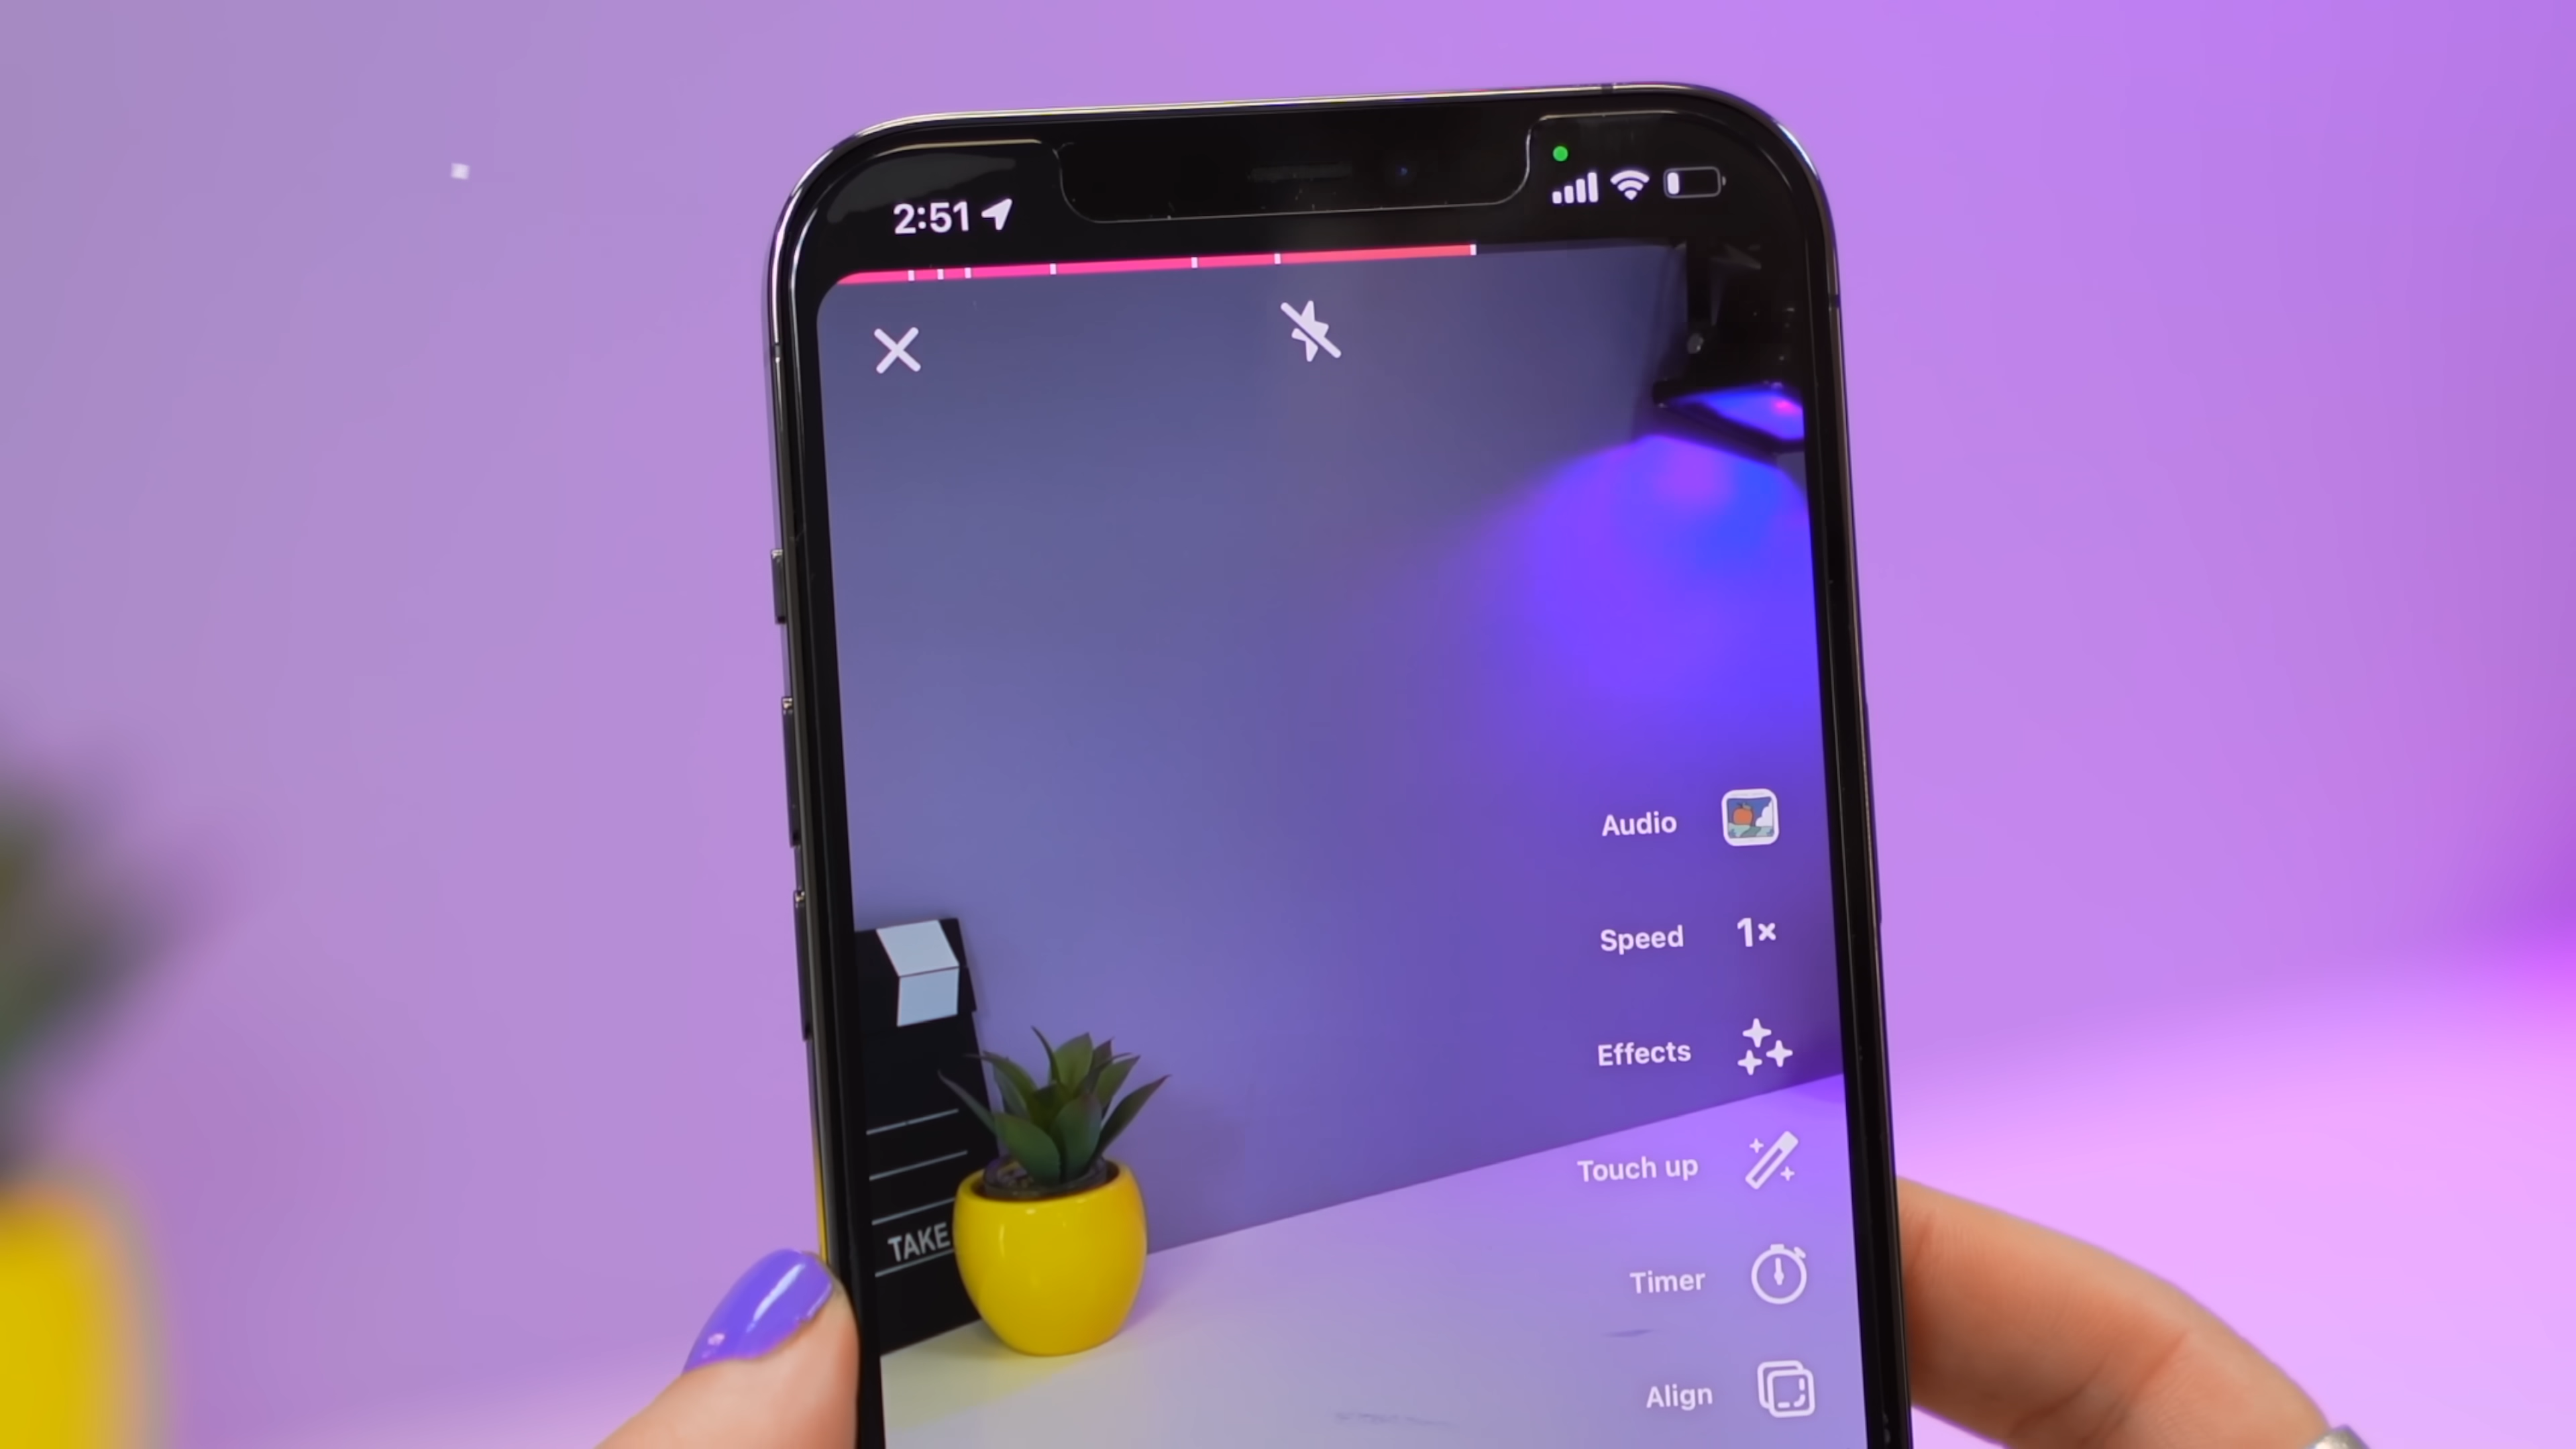 2:51
Audio
Speed 1×
Effects
Touch up
TAKE
Timer
Align